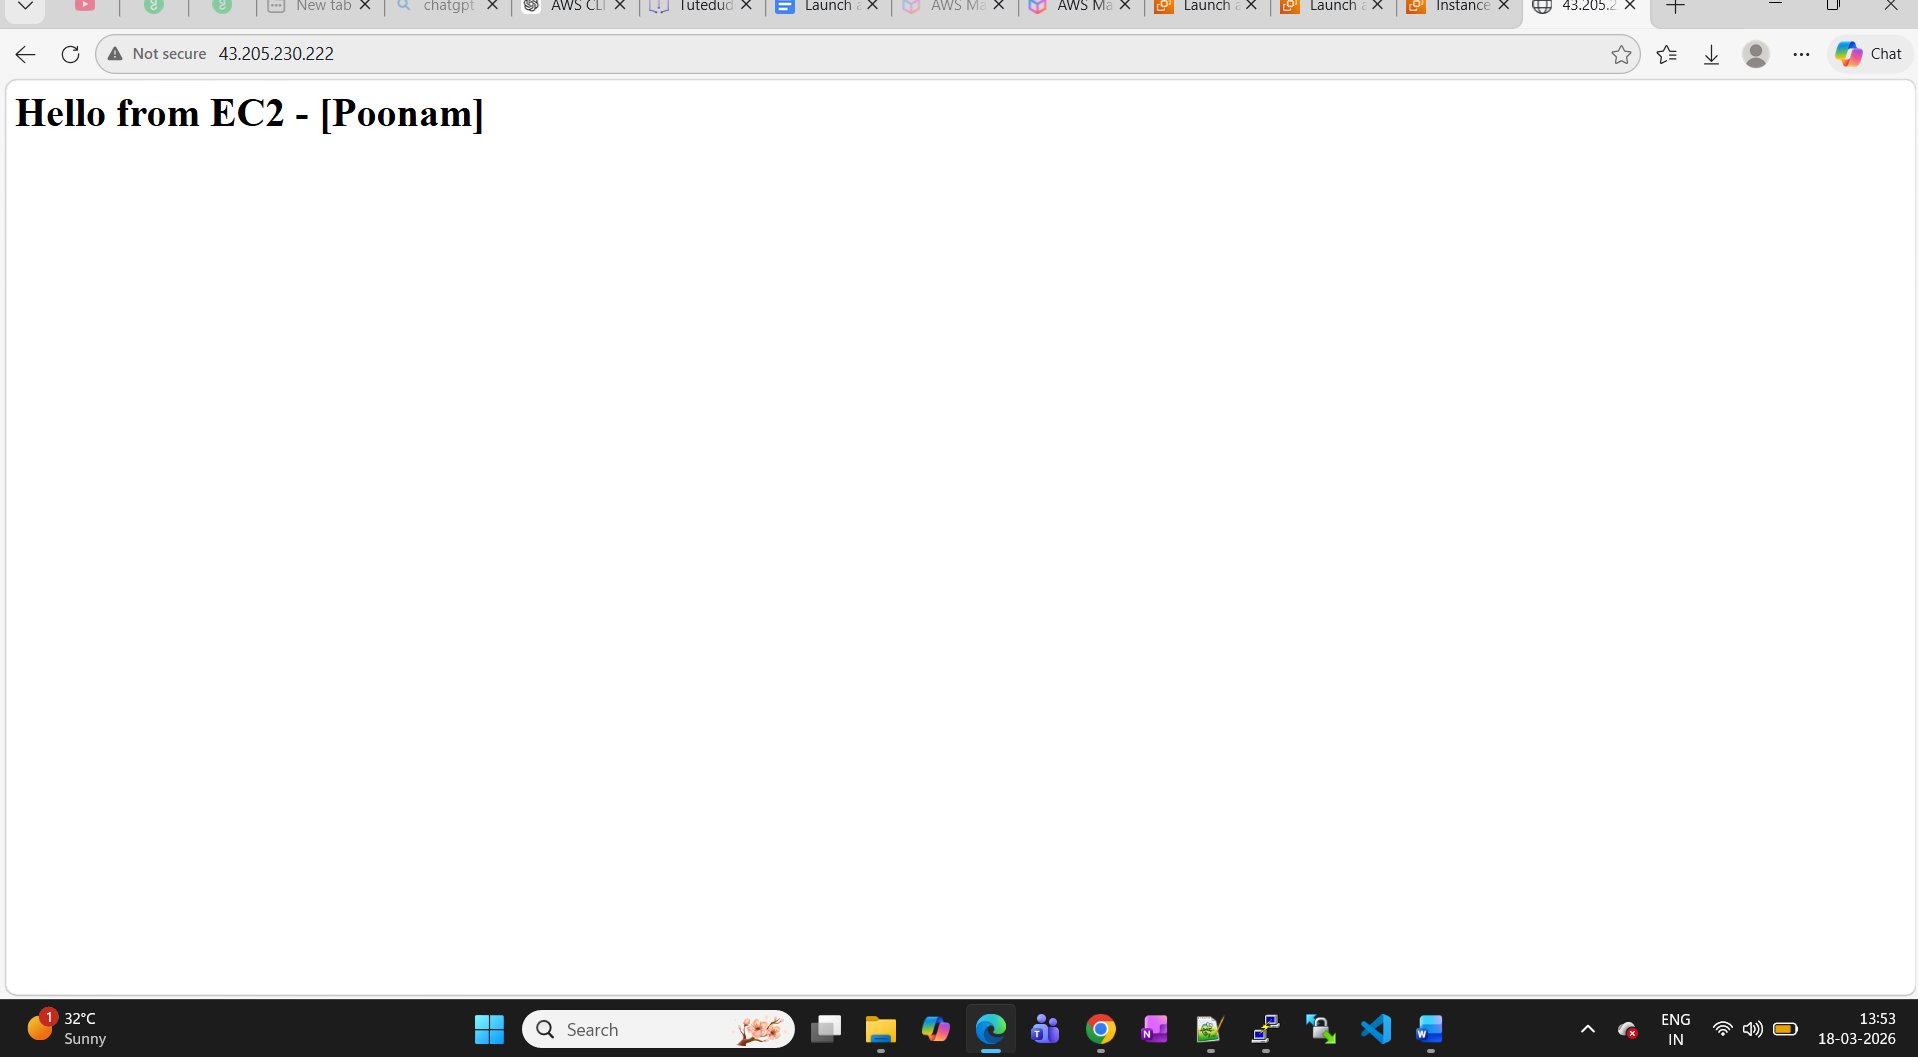 New tab
chatgpt
AWS CLI
Tutedud
Launch a
AWS Ma
AWS Ma
Launch a
Launch a
Instance
43.205.2
Not secure 43.205.230.222
Chat
Hello from EC2 - [Poonam]
1
32°C
Sunny
Search
ENG
IN
13:53
18-03-2026